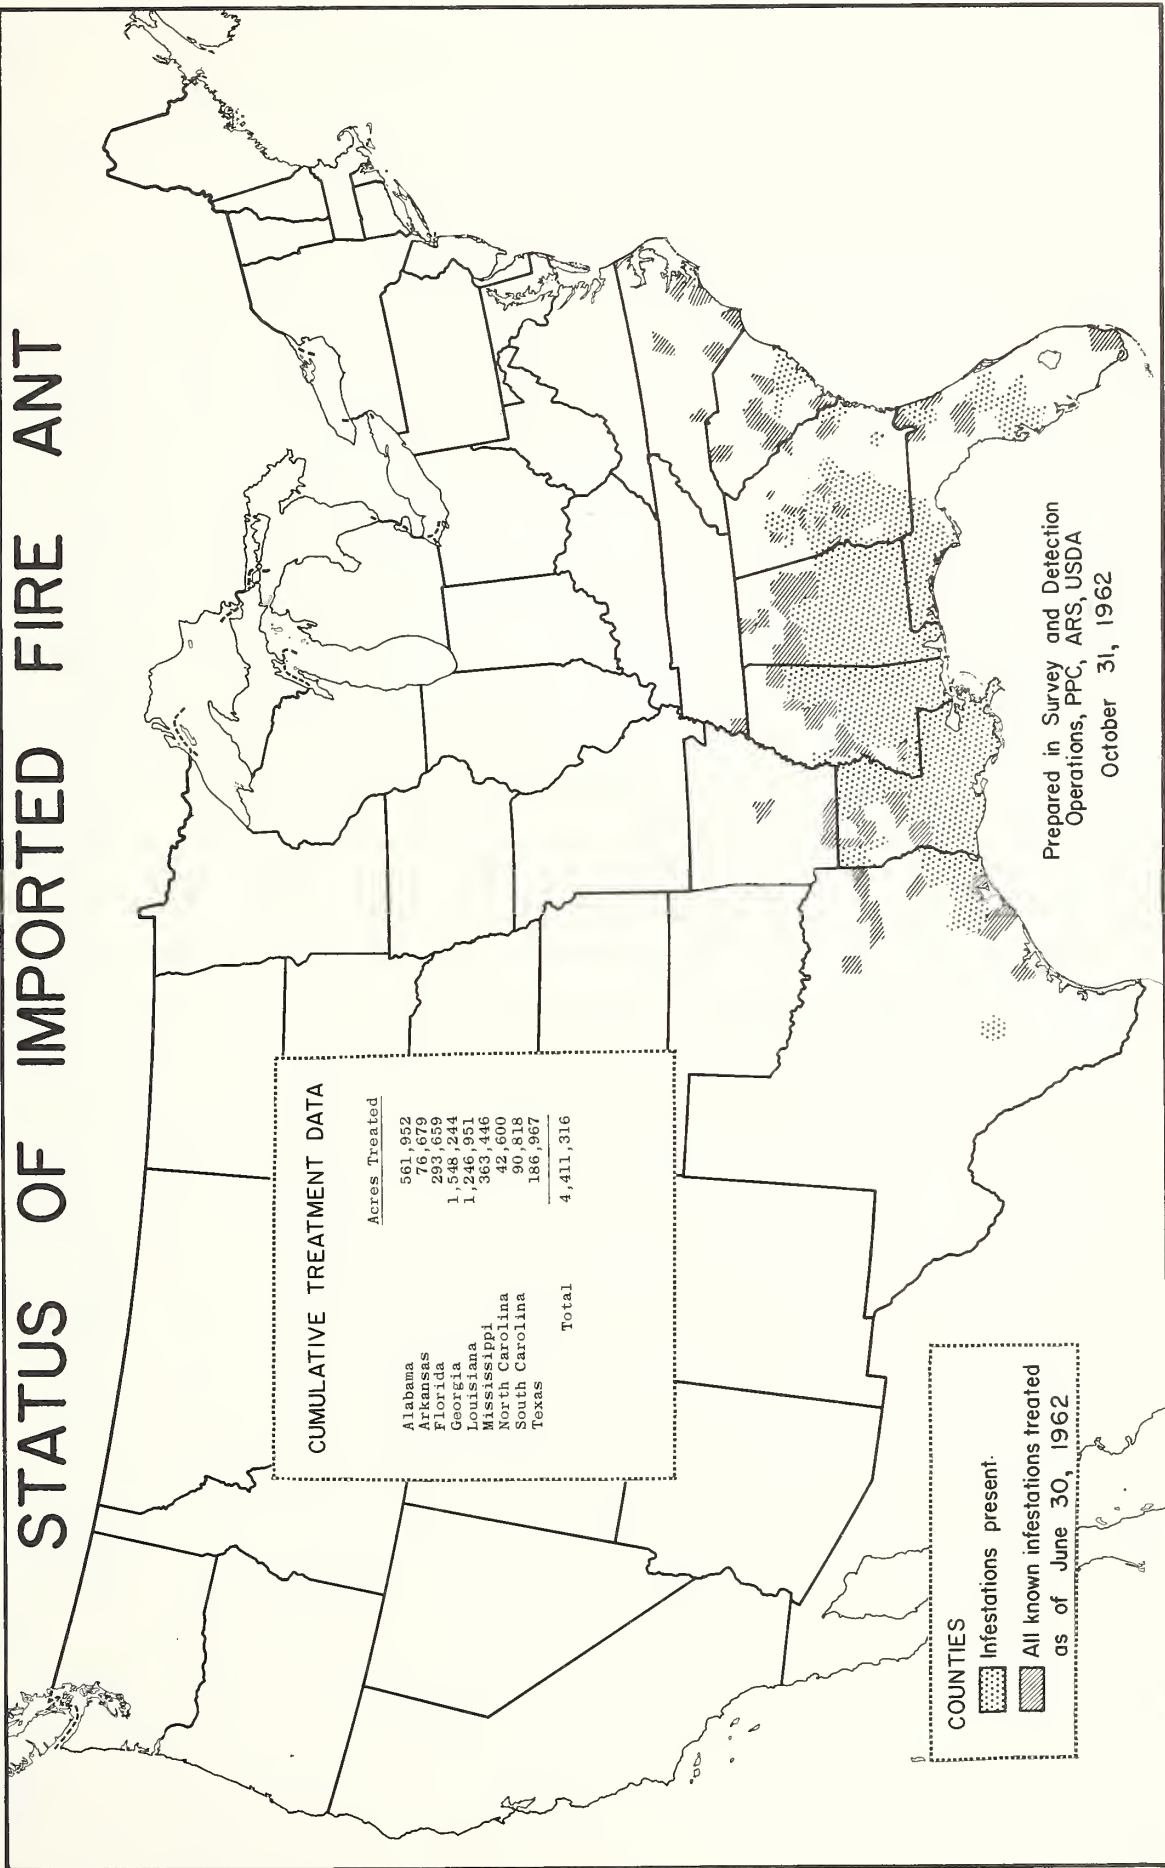 STATUS OF IMPORTED FIRE ANT
CUMULATIVE TREATMENT DATA
Acres Treated
Alabama 561,952
Arkansas 76,679
Florida 293,659
Georgia 1,548,244
Louisiana 1,246,951
Mississippi 363,446
North Carolina 42,600
South Carolina 90,818
Texas 186,967
Total 4,411,316
COUNTIES
Infestations present.
All known infestations treated
as of June 30, 1962
Prepared in Survey and Detection
Operations, PPC, ARS, USDA
October 31, 1962